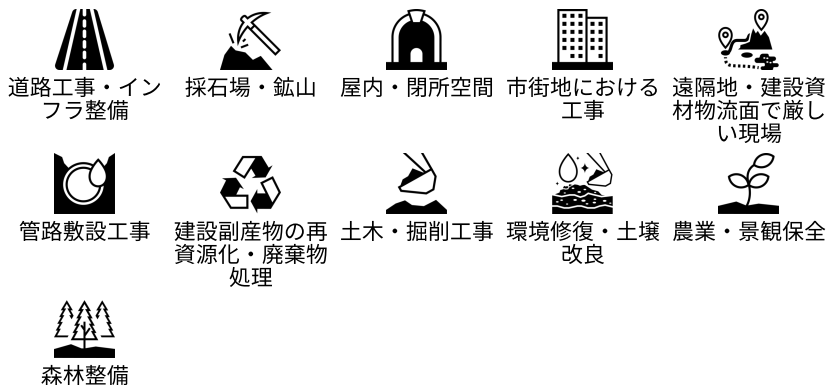 道路工事・イン
フラ整備
採石場・鉱山
屋内・閉所空間
市街地における
工事
遠隔地・建設資
材物流面で厳し
い現場
管路敷設工事
建設副産物の再
資源化・廃棄物
処理
土木・掘削工事
環境修復・土壌
改良
農業・景観保全
森林整備